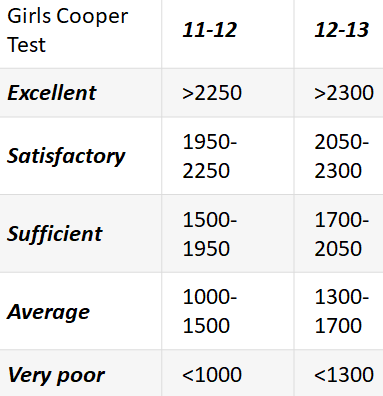 Girls Cooper
Test
11-12
12-13
Excellent
>2250
>2300
Satisfactory
1950-
2250
2050-
2300
Sufficient
1500-
1950
1700-
2050
Average
1000-
1500
1300-
1700
Very poor
<1000
<1300